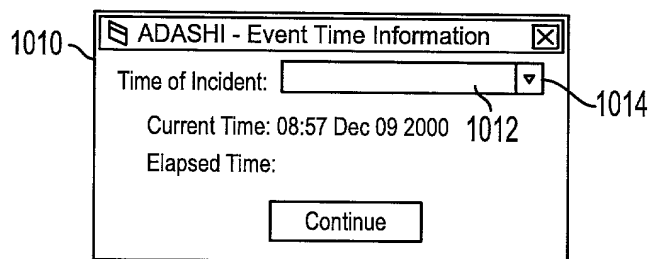 ADASHI - Event Time Information
1010
Time of Incident:
1014
Current Time: 08:57 Dec 09 2000
1012
Elapsed Time:
Continue